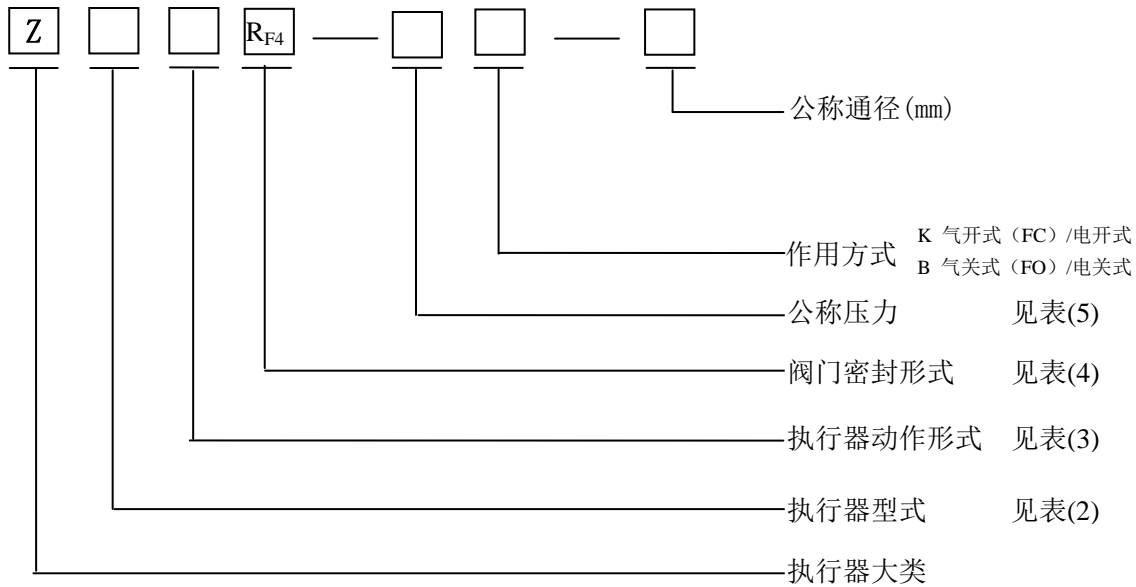 Z R_F4
公称通径(mm)
作用方式 K 气开式（FC）/电开式
B 气关式（FO）/电关式
公称压力 见表(5)
阀门密封形式 见表(4)
执行器动作形式 见表(3)
执行器型式 见表(2)
执行器大类